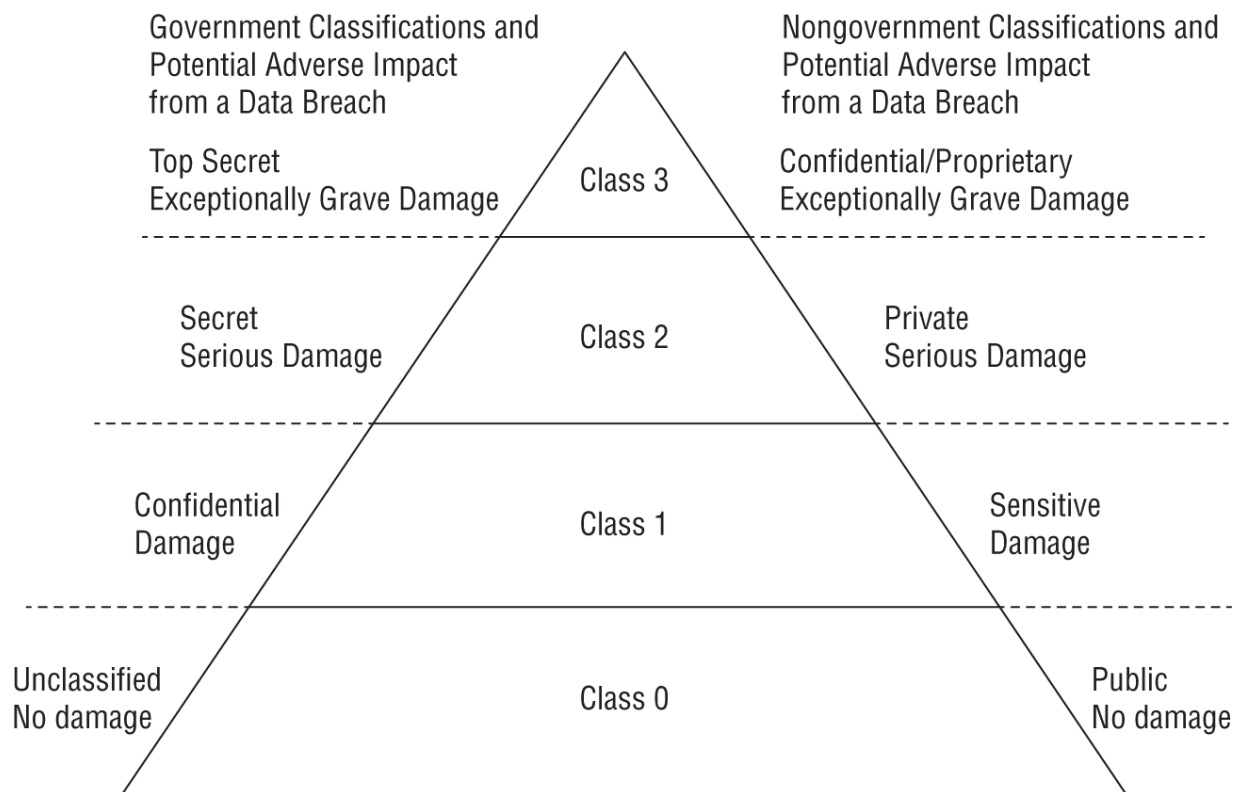 Government Classifications and
Potential Adverse Impact
from a Data Breach
Nongovernment Classifications and
Potential Adverse Impact
from a Data Breach
Top Secret
Exceptionally Grave Damage
Class 3
Confidential/Proprietary
Exceptionally Grave Damage
Secret
Serious Damage
Class 2
Private
Serious Damage
Confidential
Damage
Class 1
Sensitive
Damage
Unclassified
No damage
Class 0
Public
No damage